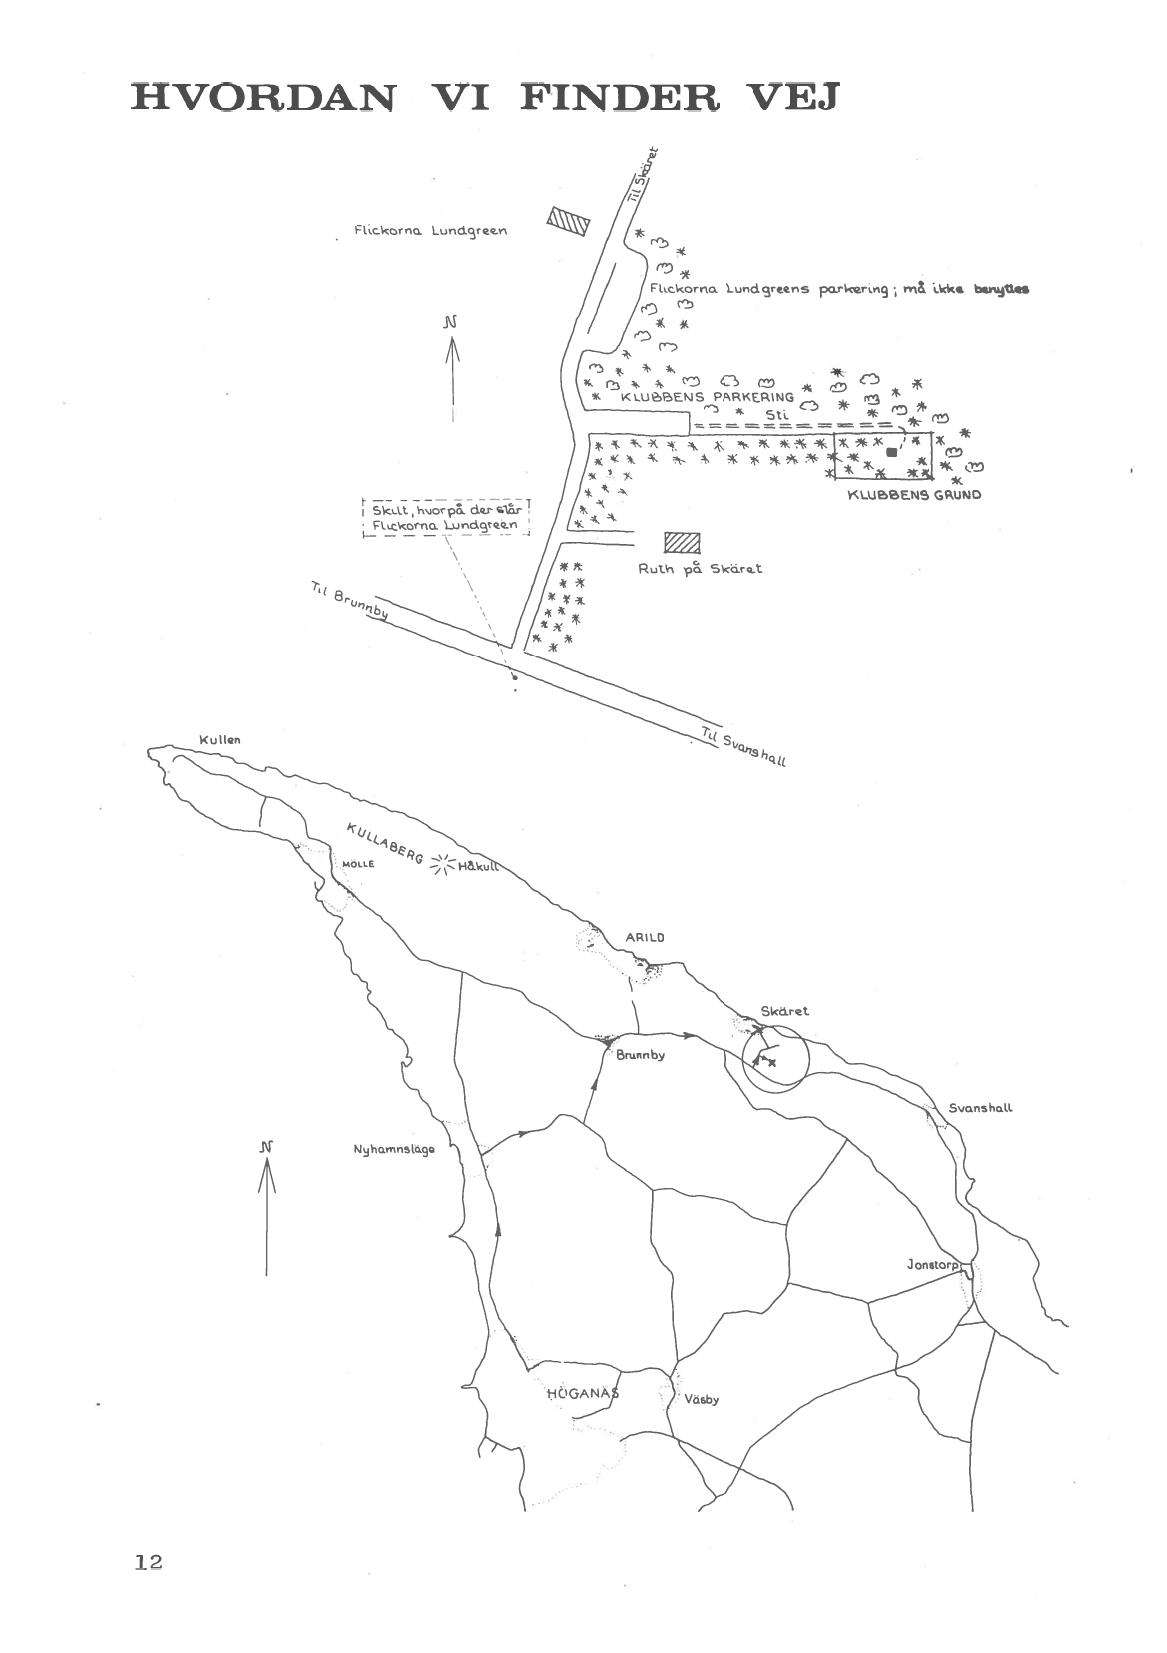 HVORDAN VI FINDER VEJ
Til Skäret
Flickorna Lundgreen
Flickorna Lundgreens parkering; må ikke benyttes
N
KLUBBENS PARKERING
Sti
KLUBBENS GRUND
Skilt, hvorpå der står
Flickorna Lundgreen
Ruth på Skäret
Til Brunnby
Til Svanshall
Kullen
KULLABERG
Håkull
MÖLLE
ARILD
Skäret
Brunnby
Svanshall
N
Nyhamnsläge
Jonstorp
HÖGANÄS
Väsby
12